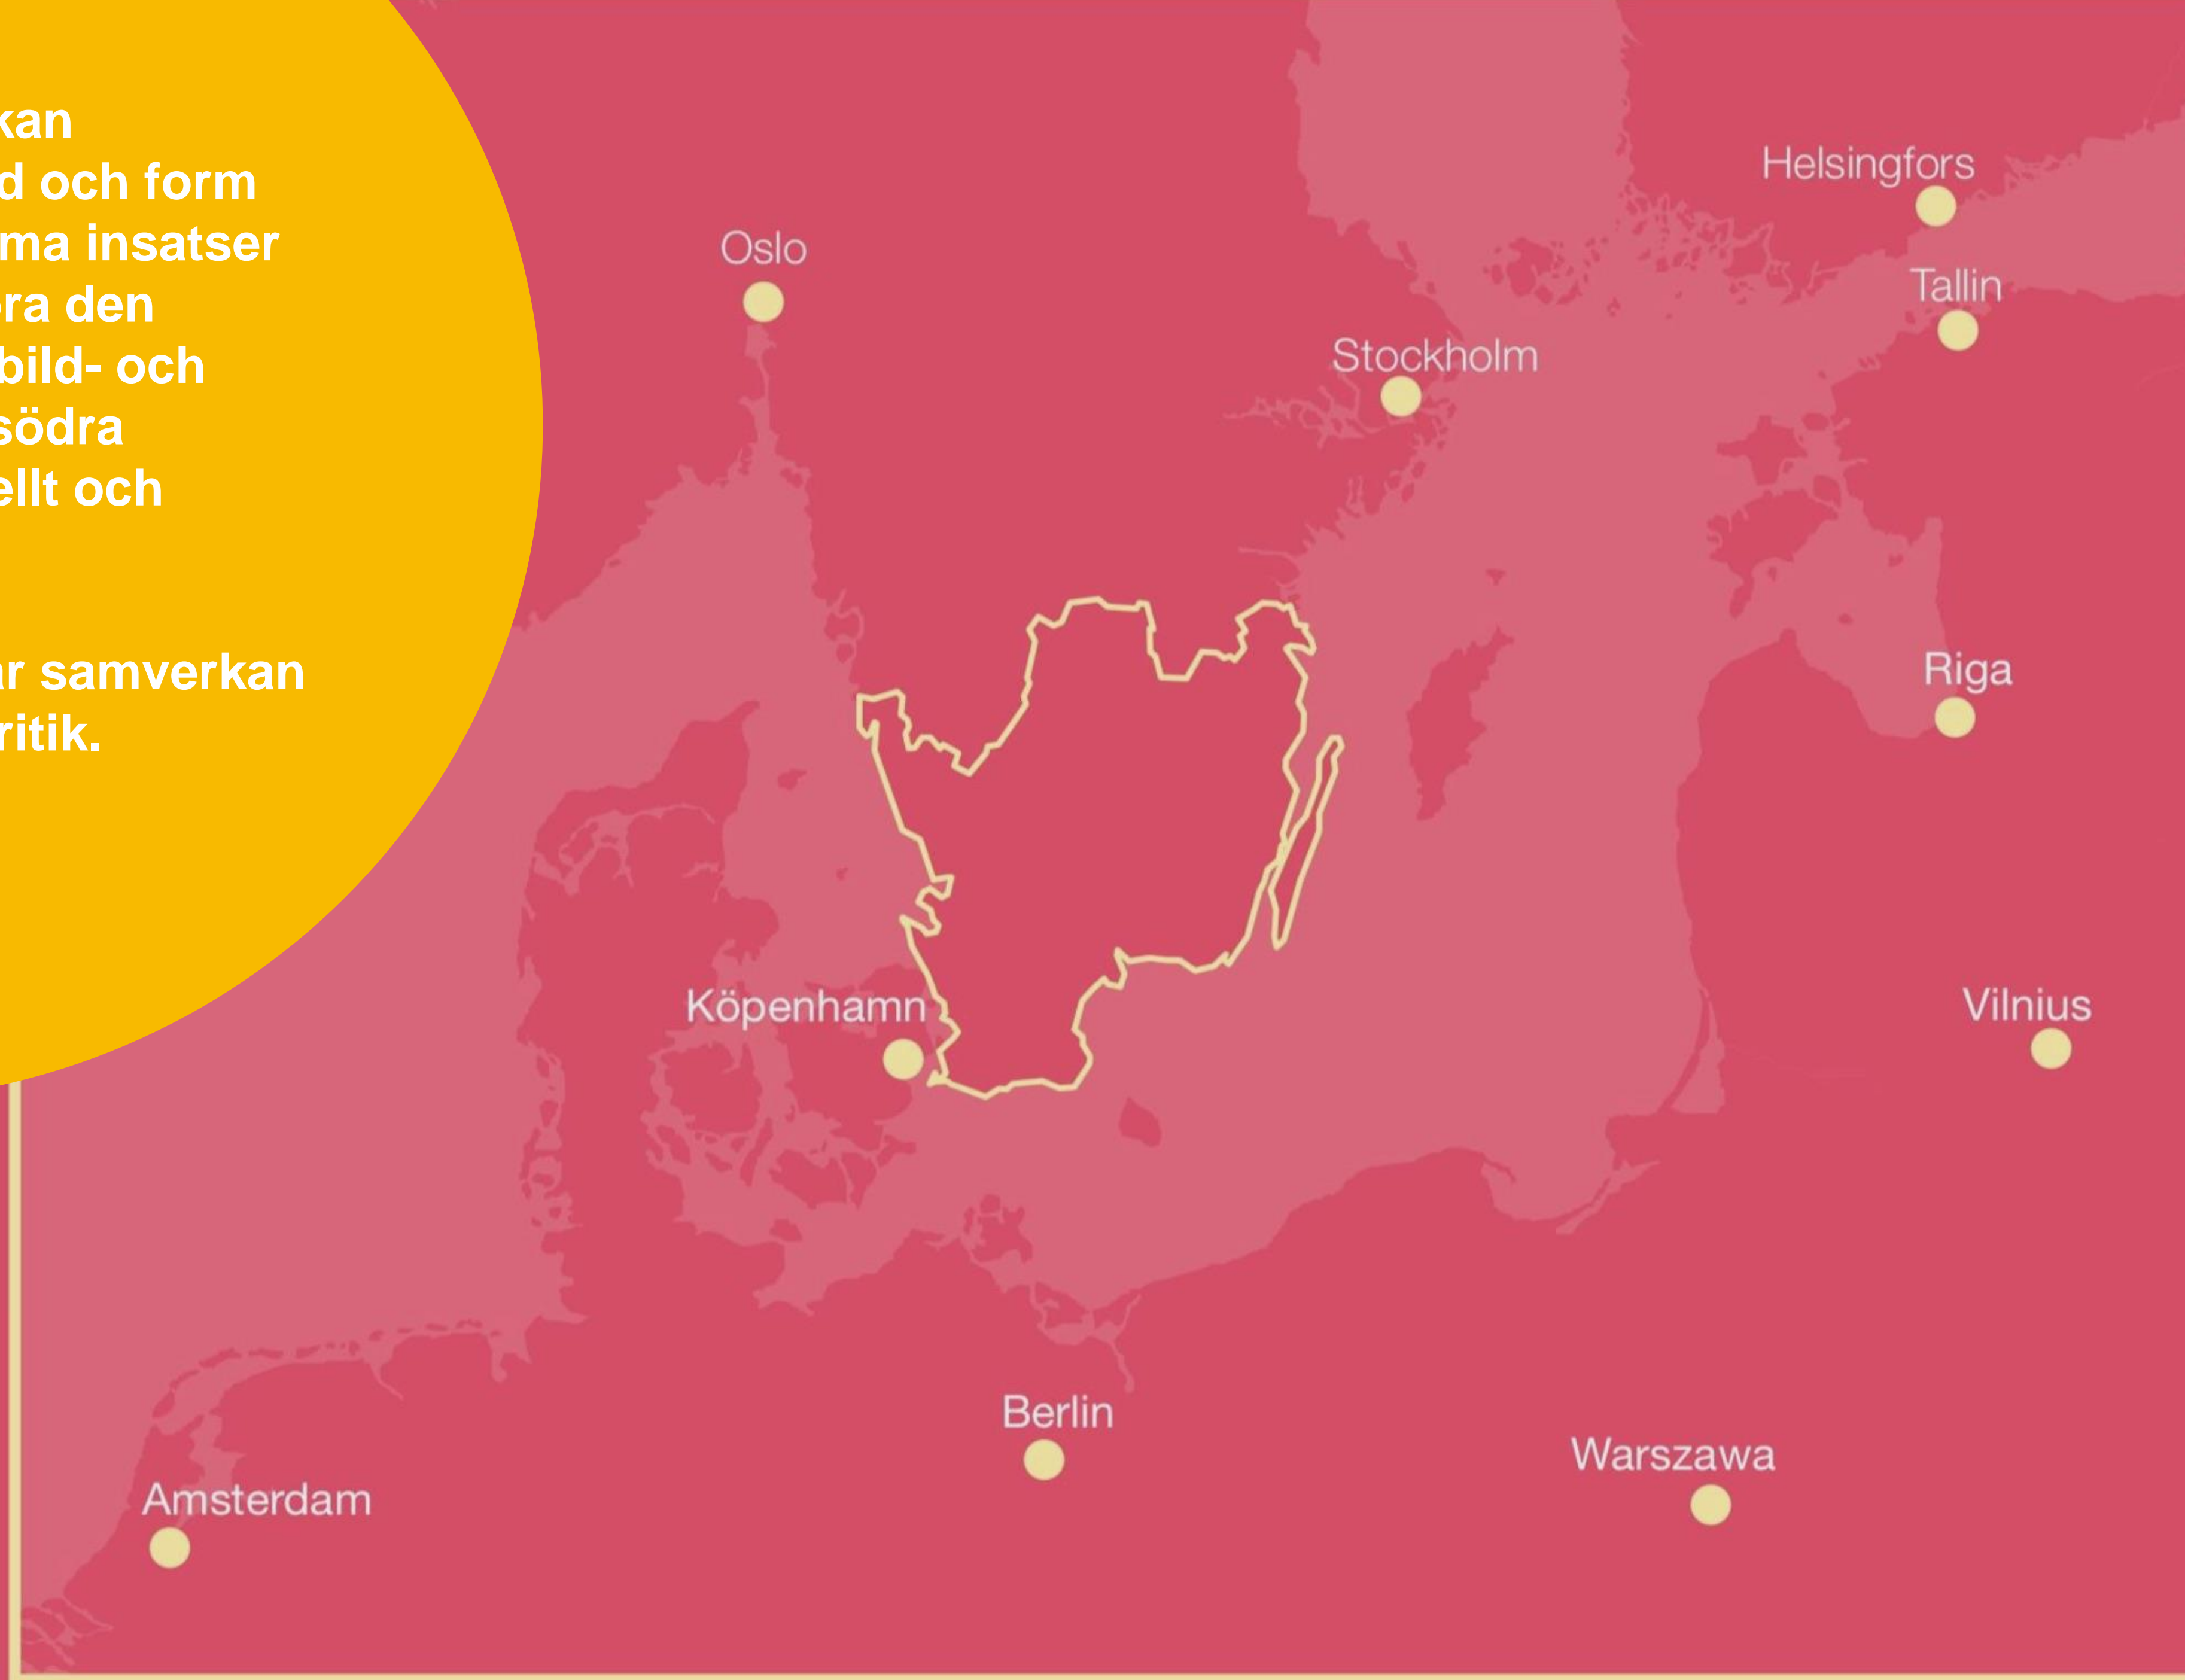 kan
d och form
ma insatser
ra den
bild- och
södra
ellt och
ar samverkan
ritik.
Helsingfors
Oslo
Tallin
Stockholm
Riga
Köpenhamn
Vilnius
Berlin
Warszawa
Amsterdam